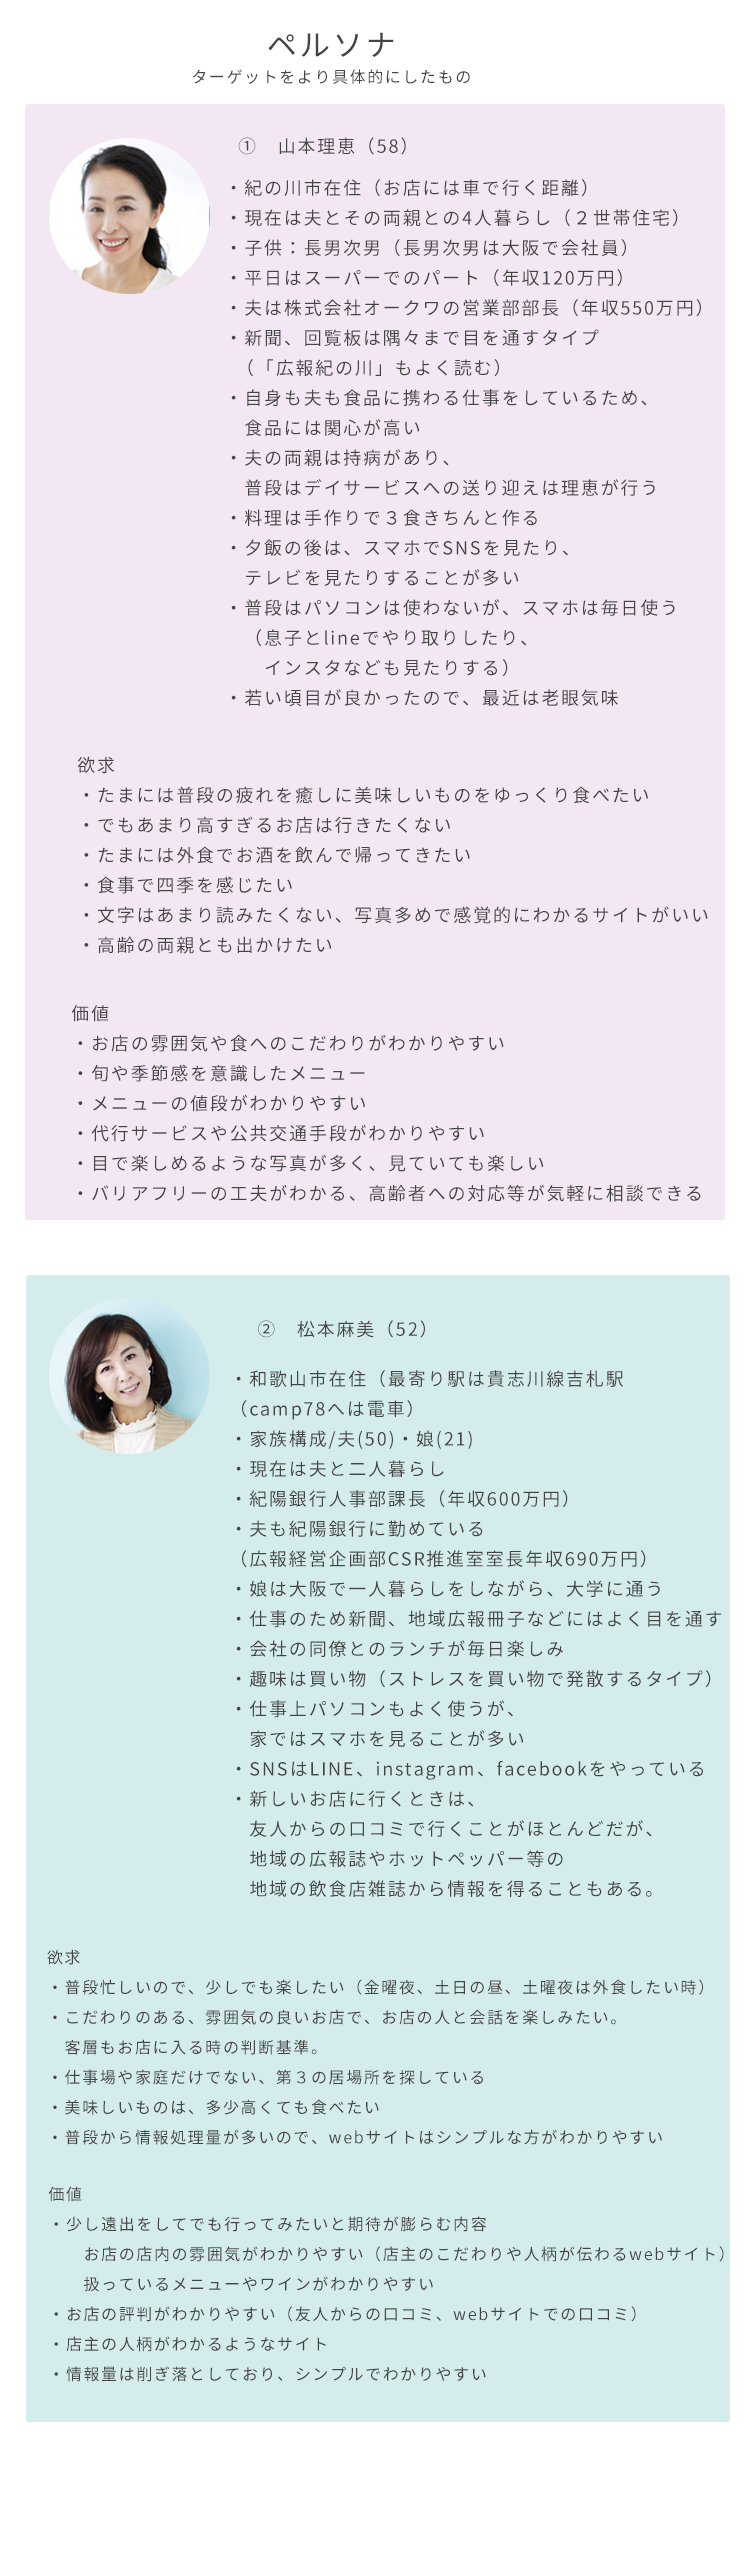 ペルソナ
ターゲットをより具体的にしたもの
① 山本理恵（58）
・紀の川市在住（お店には車で行く距離）
・現在は夫とその両親との4人暮らし（２世帯住宅）
・子供：長男次男（長男次男は大阪で会社員）
・平日はスーパーでのパート（年収120万円）
・夫は株式会社オークワの営業部部長（年収550万円）
・新聞、回覧板は隅々まで目を通すタイプ
（「広報紀の川」もよく読む）
・自身も夫も食品に携わる仕事をしているため、
食品には関心が高い
・夫の両親は持病があり、
普段はデイサービスへの送り迎えは理恵が行う
・料理は手作りで３食きちんと作る
・夕飯の後は、スマホでSNSを見たり、
テレビを見たりすることが多い
・普段はパソコンは使わないが、スマホは毎日使う
（息子とlineでやり取りしたり、
インスタなども見たりする）
・若い頃目が良かったので、最近は老眼気味
欲求
・たまには普段の疲れを癒しに美味しいものをゆっくり食べたい
・でもあまり高すぎるお店は行きたくない
・たまには外食でお酒を飲んで帰ってきたい
・食事で四季を感じたい
・文字はあまり読みたくない、写真多めで感覚的にわかるサイトがいい
・高齢の両親とも出かけたい
価値
・お店の雰囲気や食へのこだわりがわかりやすい
・旬や季節感を意識したメニュー
・メニューの値段がわかりやすい
・代行サービスや公共交通手段がわかりやすい
・目で楽しめるような写真が多く、見ていても楽しい
・バリアフリーの工夫がわかる、高齢者への対応等が気軽に相談できる
② 松本麻美（52）
・和歌山市在住（最寄り駅は貴志川線吉札駅
（camp78へは電車）
・家族構成/夫(50)・娘(21)
・現在は夫と二人暮らし
・紀陽銀行人事部課長（年収600万円）
・夫も紀陽銀行に勤めている
（広報経営企画部CSR推進室室長年収690万円）
・娘は大阪で一人暮らしをしながら、大学に通う
・仕事のため新聞、地域広報冊子などにはよく目を通す
・会社の同僚とのランチが毎日楽しみ
・趣味は買い物（ストレスを買い物で発散するタイプ）
・仕事上パソコンもよく使うが、
家ではスマホを見ることが多い
・SNSはLINE、instagram、facebookをやっている
・新しいお店に行くときは、
友人からの口コミで行くことがほとんどだが、
地域の広報誌やホットペッパー等の
地域の飲食店雑誌から情報を得ることもある。
欲求
・普段忙しいので、少しでも楽したい（金曜夜、土日の昼、土曜夜は外食したい時）
・こだわりのある、雰囲気の良いお店で、お店の人と会話を楽しみたい。
客層もお店に入る時の判断基準。
・仕事場や家庭だけでない、第３の居場所を探している
・美味しいものは、多少高くても食べたい
・普段から情報処理量が多いので、webサイトはシンプルな方がわかりやすい
価値
・少し遠出をしてでも行ってみたいと期待が膨らむ内容
お店の店内の雰囲気がわかりやすい（店主のこだわりや人柄が伝わるwebサイト）
扱っているメニューやワインがわかりやすい
・お店の評判がわかりやすい（友人からの口コミ、webサイトでの口コミ）
・店主の人柄がわかるようなサイト
・情報量は削ぎ落としており、シンプルでわかりやすい